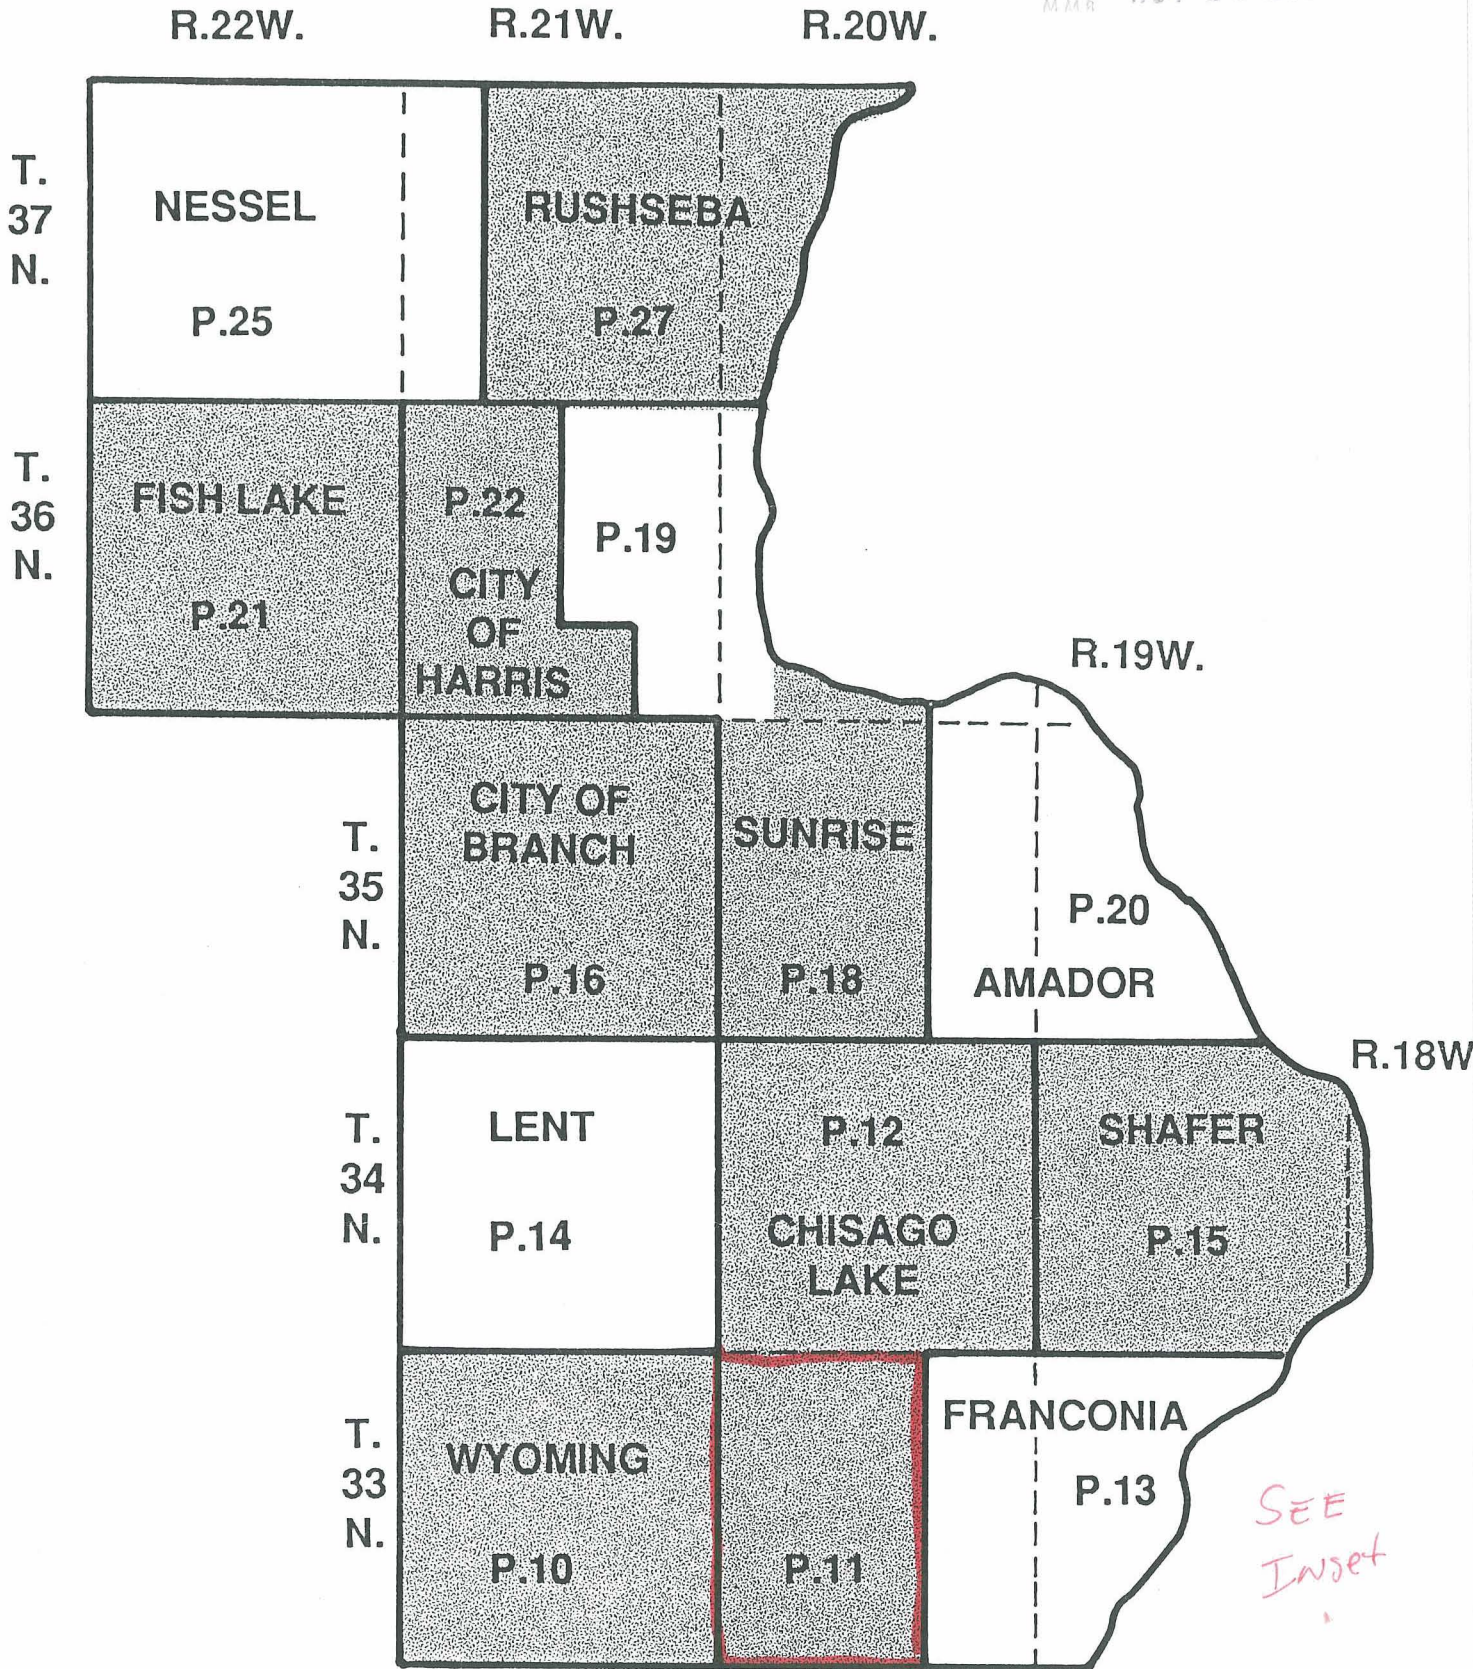 R.22W.
R.21W.
R.20W.
T.
37
N.
NESSEL
P.25
RUSHSEBA
P.27
T.
36
N.
FISH LAKE
P.21
P.22
CITY
OF
HARRIS
P.19
R.19W.
T.
35
N.
CITY OF
BRANCH
P.16
SUNRISE
P.18
P.20
AMADOR
R.18W
T.
34
N.
LENT
P.14
P.12
CHISAGO
LAKE
SHAFER
P.15
T.
33
N.
WYOMING
P.10
P.11
FRANCONIA
P.13
SEE
Inset